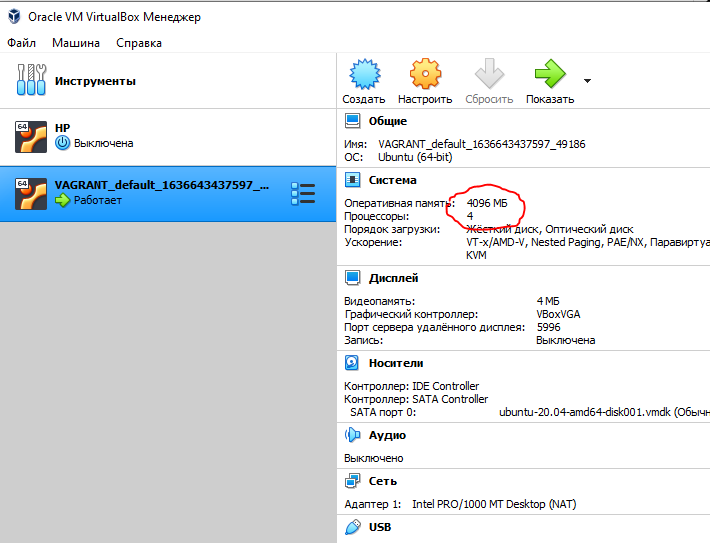 Oracle VM VirtualBox Менеджер
Файл Машина Справка
Инструменты
64
HP
Выключена
64
VAGRANT_default_1636643437597_...
Работает
Создать Настроить Сбросить Показать
Общие
Имя: VAGRANT_default_1636643437597_49186
ОС: Ubuntu (64-bit)
Система
Оперативная память: 4096 МБ
Процессоры: 4
Порядок загрузки: Жёсткий диск, Оптический диск
Ускорение: VT-x/AMD-V, Nested Paging, PAE/NX, Паравиртуа
KVM
Дисплей
Видеопамять: 4 МБ
Графический контроллер: VBoxVGA
Порт сервера удалённого дисплея: 5996
Запись: Выключена
Носители
Контроллер: IDE Controller
Контроллер: SATA Controller
SATA порт 0: ubuntu-20.04-amd64-disk001.vmdk (Обычн
Аудио
Выключено
Сеть
Адаптер 1: Intel PRO/1000 MT Desktop (NAT)
USB